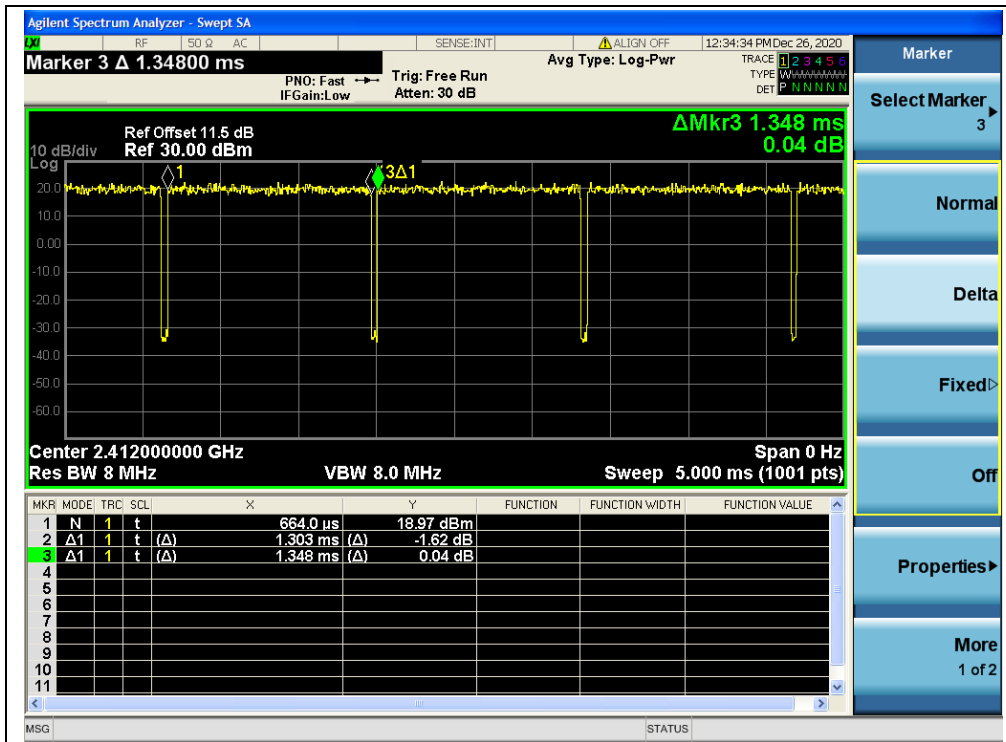 Agilent Spectrum Analyzer - Swept SA
LXI RF 50 Ω AC SENSE:INT ALIGN OFF 12:34:34 PM Dec 26, 2020
Marker 3 Δ 1.34800 ms
PNO: Fast
IFGain:Low
Trig: Free Run
Atten: 30 dB
Avg Type: Log-Pwr
TRACE 1 2 3 4 5 6
TYPE W
DET P N N N N N
Ref Offset 11.5 dB
10 dB/div Ref 30.00 dBm
Log
ΔMkr3 1.348 ms
0.04 dB
1
3Δ1
20.0
10.0
0.00
-10.0
-20.0
-30.0
-40.0
-50.0
-60.0
Center 2.412000000 GHz Span 0 Hz
Res BW 8 MHz VBW 8.0 MHz Sweep 5.000 ms (1001 pts)
MKR MODE TRC SCL X Y FUNCTION FUNCTION WIDTH FUNCTION VALUE
1 N 1 t 664.0 µs 18.97 dBm
2 Δ1 1 t (Δ) 1.303 ms (Δ) -1.62 dB
3 Δ1 1 t (Δ) 1.348 ms (Δ) 0.04 dB
4
5
6
7
8
9
10
11
MSG STATUS
Marker
Select Marker
3
Normal
Delta
Fixed
Off
Properties
More
1 of 2